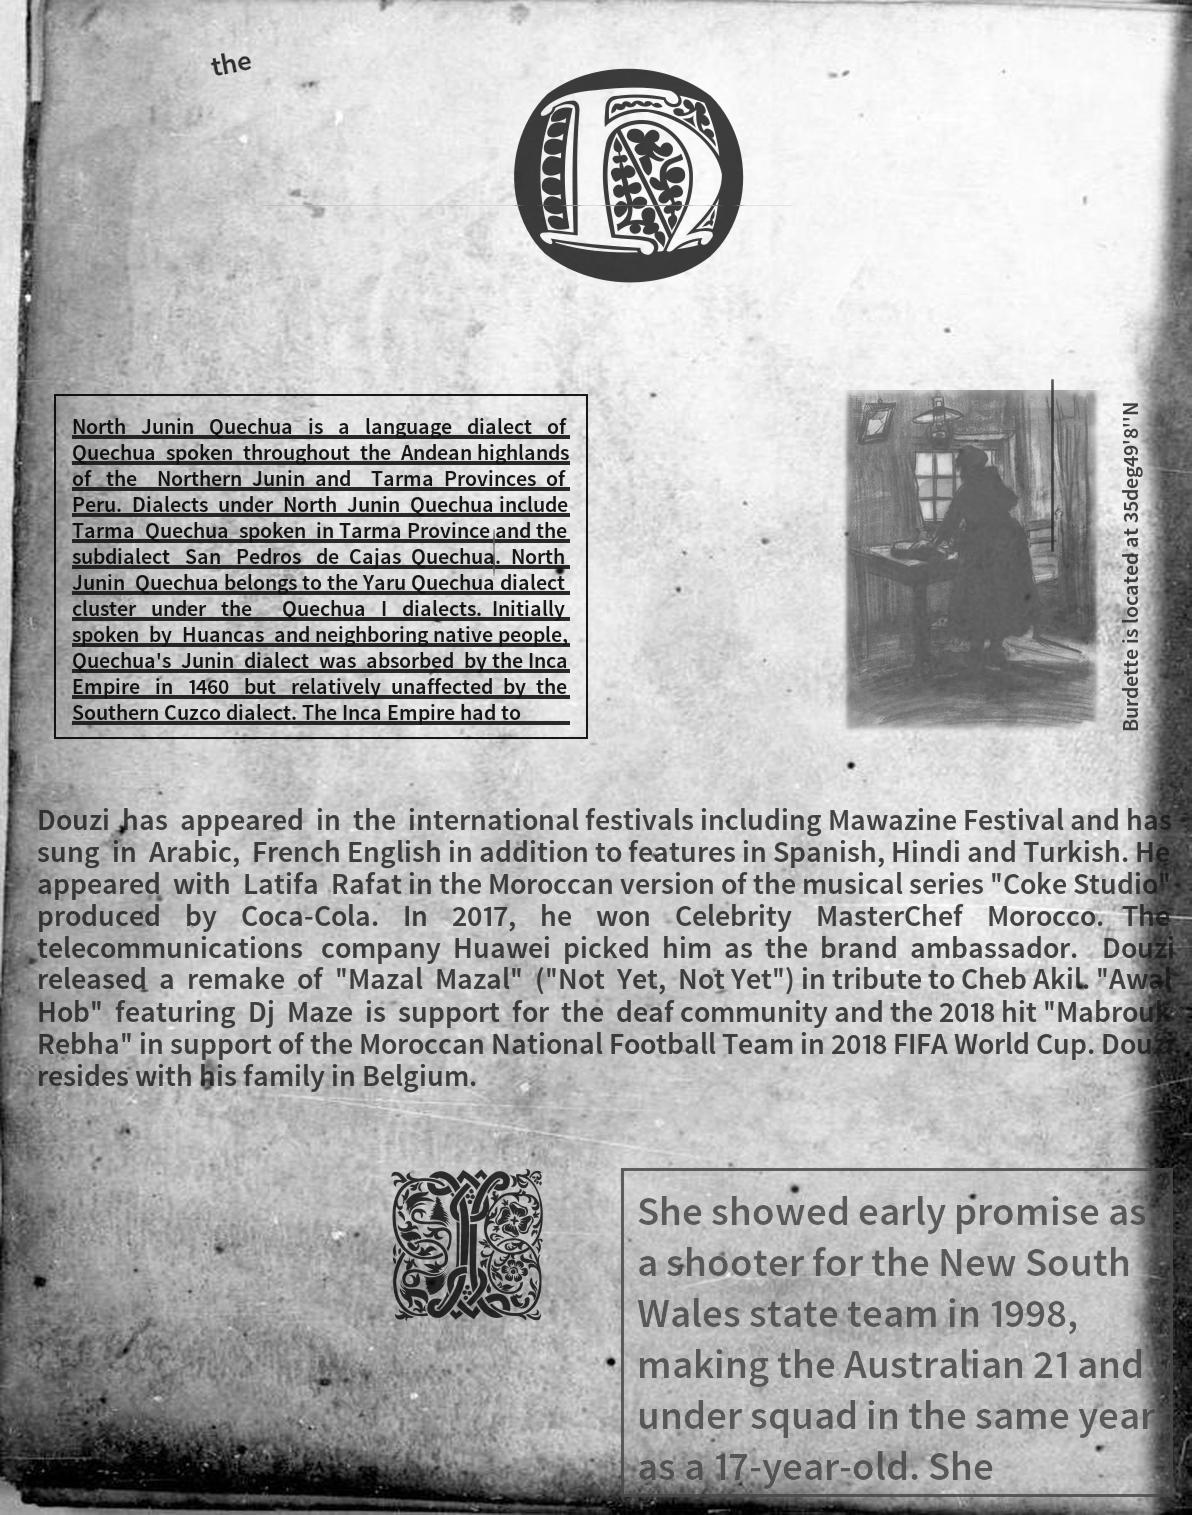 the
North Junin Quechua is a language dialect of
Quechua spoken throughout the Andean highlands
of the Northern Junin and Tarma Provinces of
Peru. Dialects under North Junin Quechua include
Tarma Quechua spoken in Tarma Province and the
subdialect San Pedros de Cajas Quechua. North
Junin Quechua belongs to the Yaru Quechua dialect
cluster under the Quechua I dialects. Initially
spoken by Huancas and neighboring native people,
Quechua's Junin dialect was absorbed by the Inca
Empire in 1460 but relatively unaffected by the
Southern Cuzco dialect. The Inca Empire had to
Burdette is located at 35deg49'8''N
Douzi has appeared in the international festivals including Mawazine Festival and has
sung in Arabic, French English in addition to features in Spanish, Hindi and Turkish. He
appeared with Latifa Rafat in the Moroccan version of the musical series "Coke Studio"
produced by Coca-Cola. In 2017, he won Celebrity MasterChef Morocco. The
telecommunications company Huawei picked him as the brand ambassador. Douzi
released a remake of "Mazal Mazal" ("Not Yet, Not Yet") in tribute to Cheb Akil. "Awal
Hob" featuring Dj Maze is support for the deaf community and the 2018 hit "Mabrouk
Rebha" in support of the Moroccan National Football Team in 2018 FIFA World Cup. Douzi
resides with his family in Belgium.
She showed early promise as
a shooter for the New South
Wales state team in 1998,
making the Australian 21 and
under squad in the same year
as a 17-year-old. She